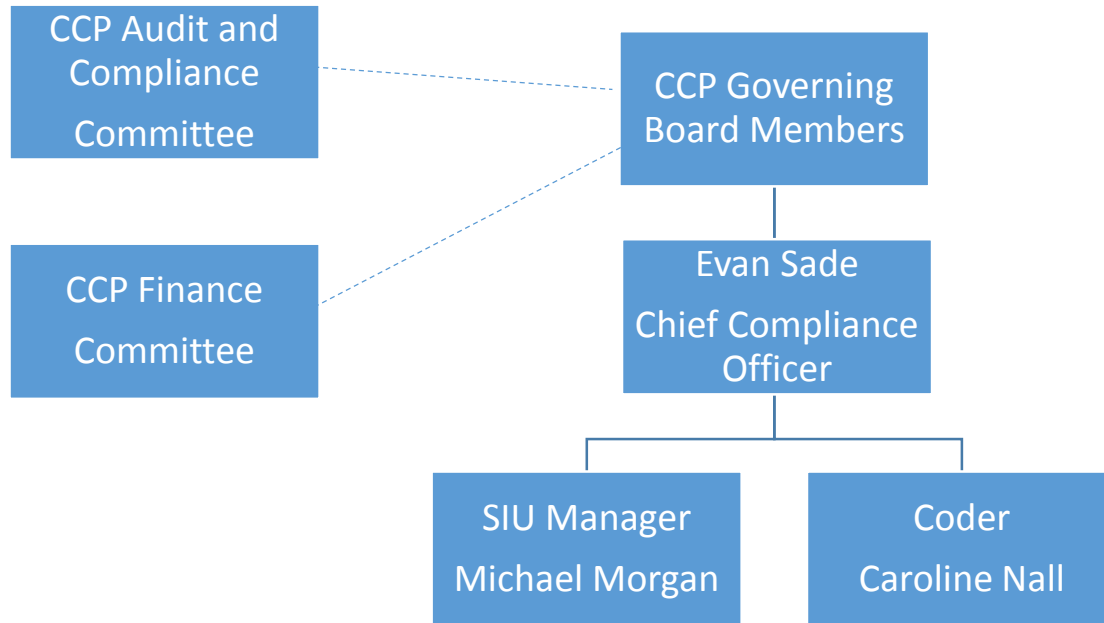 CCP Audit and
Compliance
Committee
CCP Governing
Board Members
CCP Finance
Committee
Evan Sade
Chief Compliance
Officer
SIU Manager
Michael Morgan
Coder
Caroline Nall